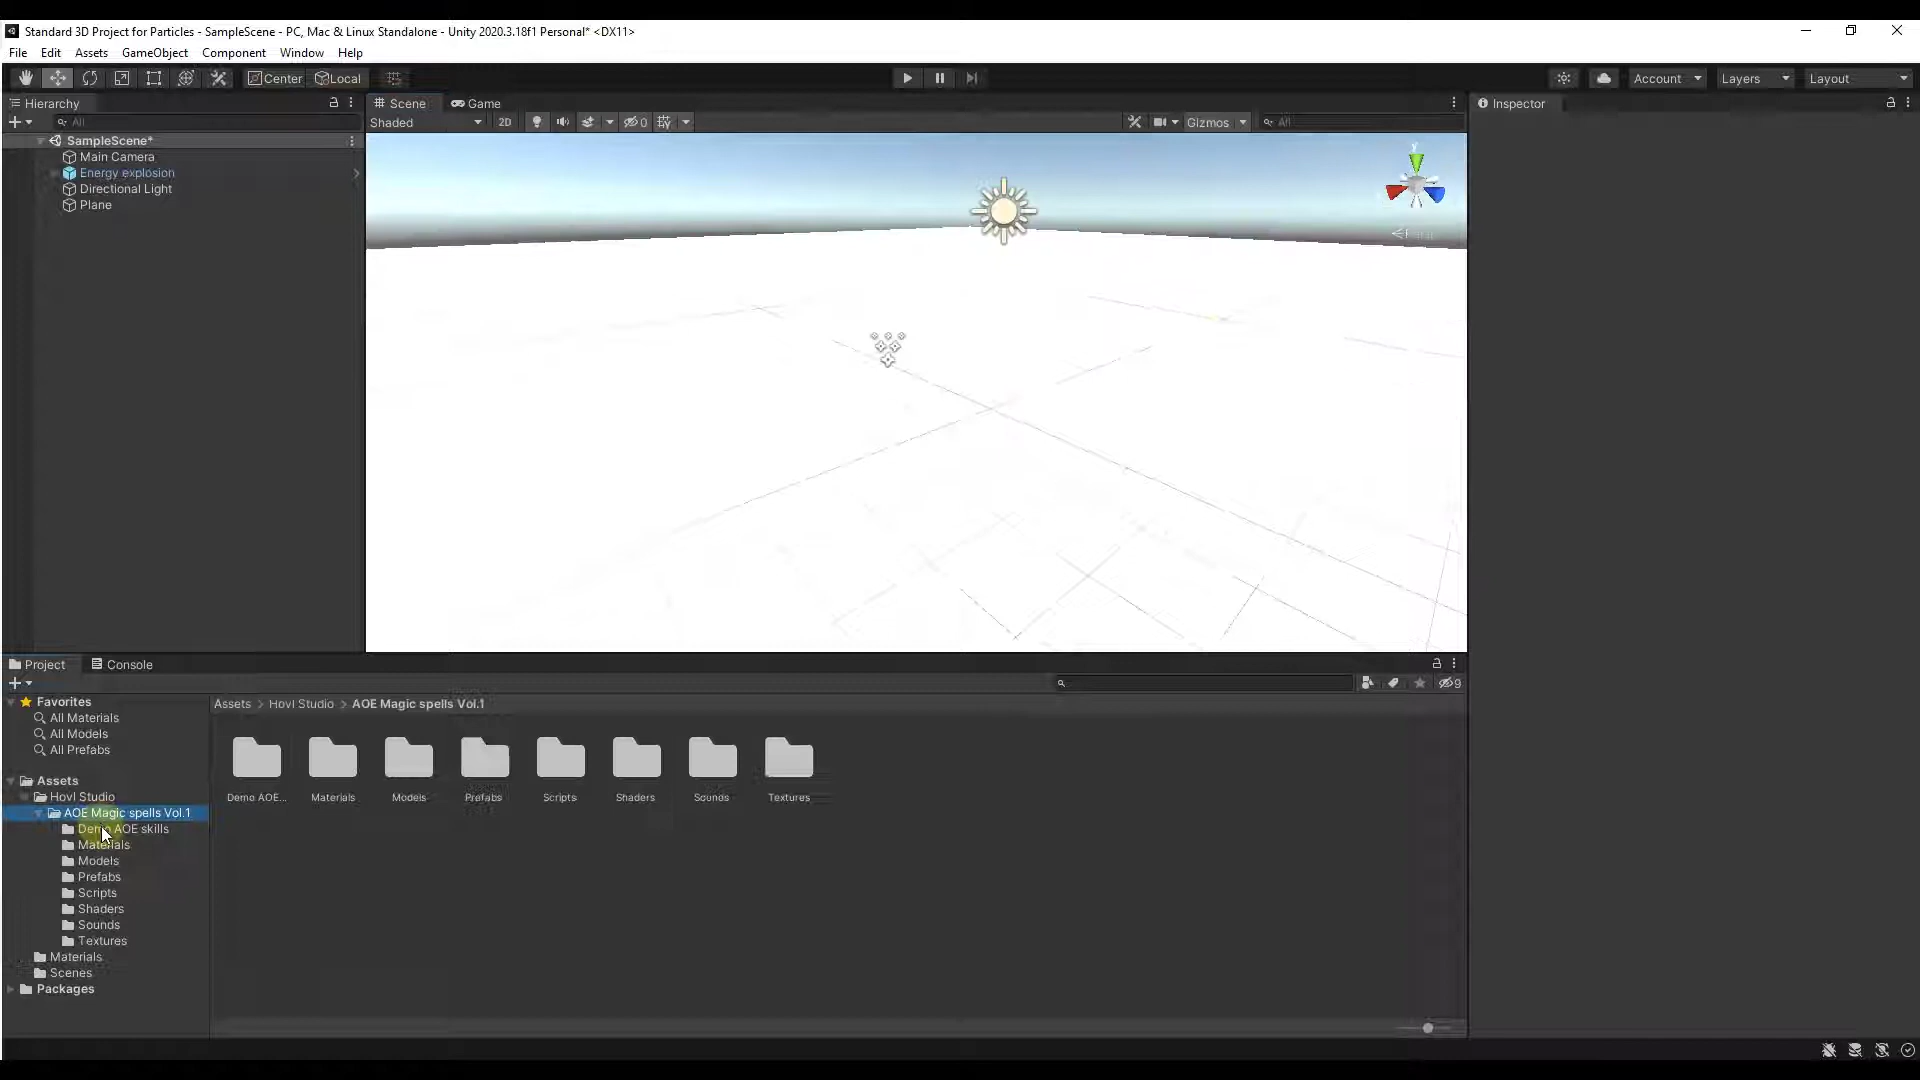 Standard 3D Project for Particles - SampleScene - PC, Mac & Linux Standalone - Unity 2020.3.18f1 Personal* <DX11>
File Edit Assets GameObject Component Window Help
Center Local Account Layers Layout
Hierarchy
All
SampleScene*
Main Camera
Energy explosion
Directional Light
Plane
Scene Game
Shaded 2D 0 Gizmos All
y
Inspector
Project Console
9
Favorites
All Materials
All Models
All Prefabs
Assets
Hovl Studio
AOE Magic spells Vol.1
Demo AOE skills
Materials
Models
Prefabs
Scripts
Shaders
Sounds
Textures
Materials
Scenes
Packages
Assets > Hovl Studio > AOE Magic spells Vol.1
Demo AOE... Materials Models Prefabs Scripts Shaders Sounds Textures